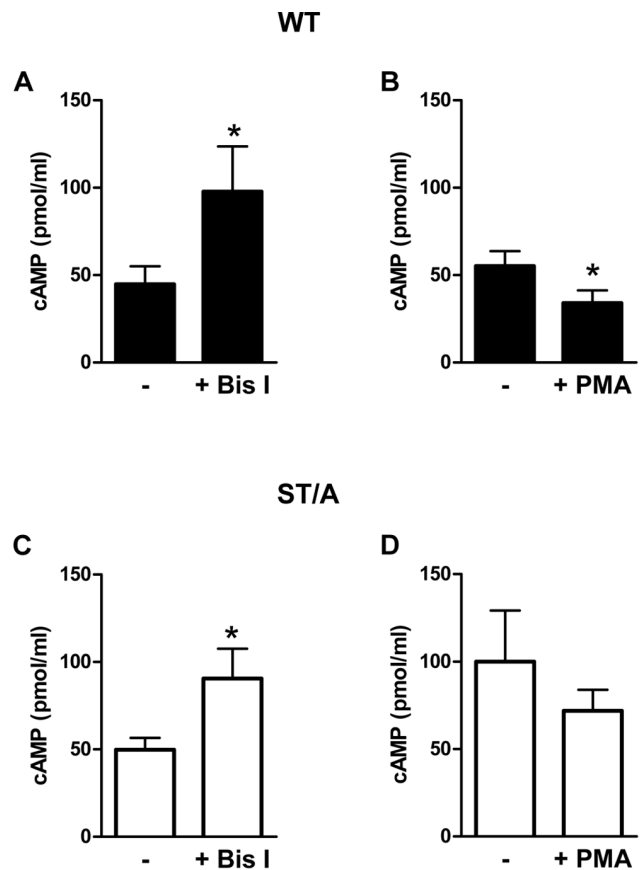 WT
A
B
150
100
50
0
cAMP (pmol/ml)
*
- + Bis I
150
100
50
0
cAMP (pmol/ml)
*
- + PMA
ST/A
C
D
150
100
50
0
cAMP (pmol/ml)
*
- + Bis I
150
100
50
0
cAMP (pmol/ml)
- + PMA